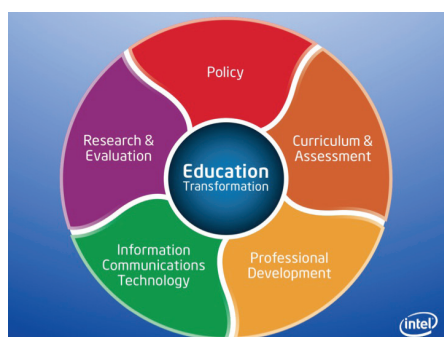 Policy
Research &
Evaluation
Curriculum &
Assessment
Education
Transformation
Information
Communications
Technology
Professional
Development
intel